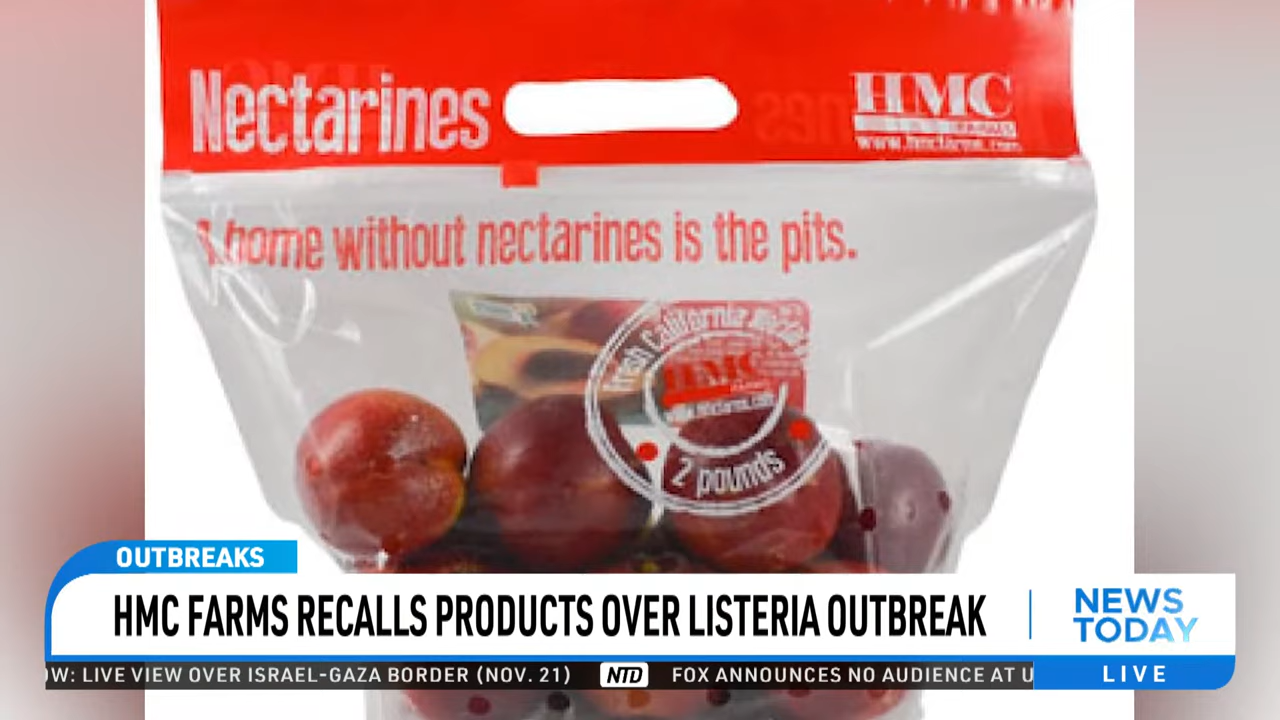 Nectarines
HMC
FARMS
A home without nectarines is the pits.
Fresh California
HMC
2 pounds
OUTBREAKS
HMC FARMS RECALLS PRODUCTS OVER LISTERIA OUTBREAK
NEWS
TODAY
OW: LIVE VIEW OVER ISRAEL-GAZA BORDER (NOV. 21)
NTD
FOX ANNOUNCES NO AUDIENCE AT U
LIVE